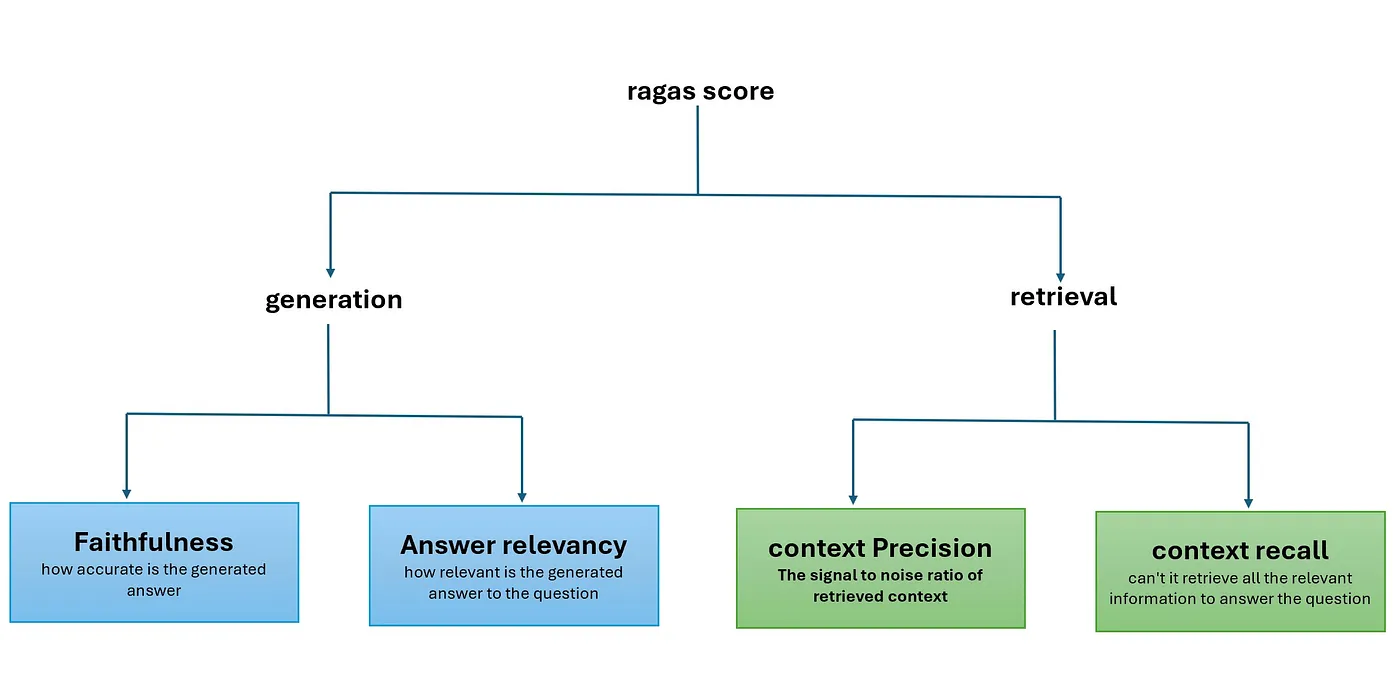 ragas score
generation
retrieval
Faithfulness
how accurate is the generated
answer
Answer relevancy
how relevant is the generated
answer to the question
context Precision
The signal to noise ratio of
retrieved context
context recall
can't it retrieve all the relevant
information to answer the question